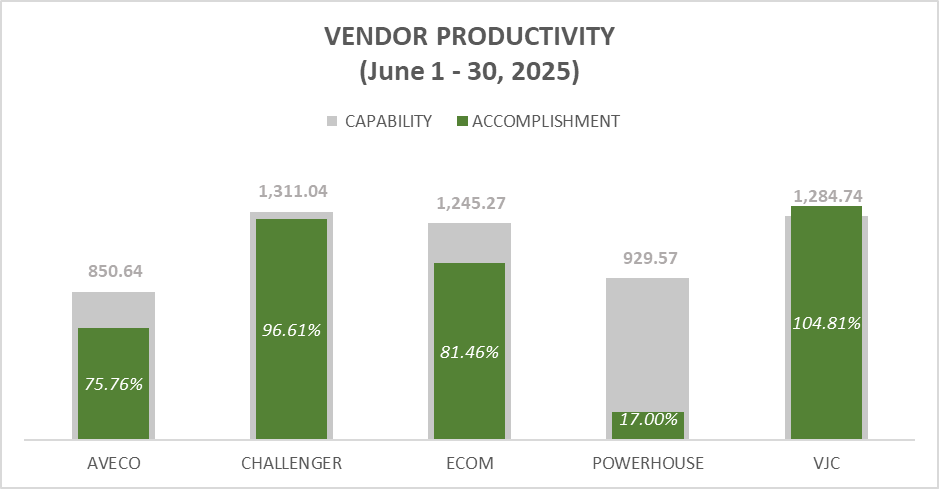 VENDOR PRODUCTIVITY
(June 1 - 30, 2025)
CAPABILITY ACCOMPLISHMENT
850.64 1,311.04 1,245.27 929.57 1,284.74
75.76% 96.61% 81.46% 17.00% 104.81%
AVECO CHALLENGER ECOM POWERHOUSE VJC